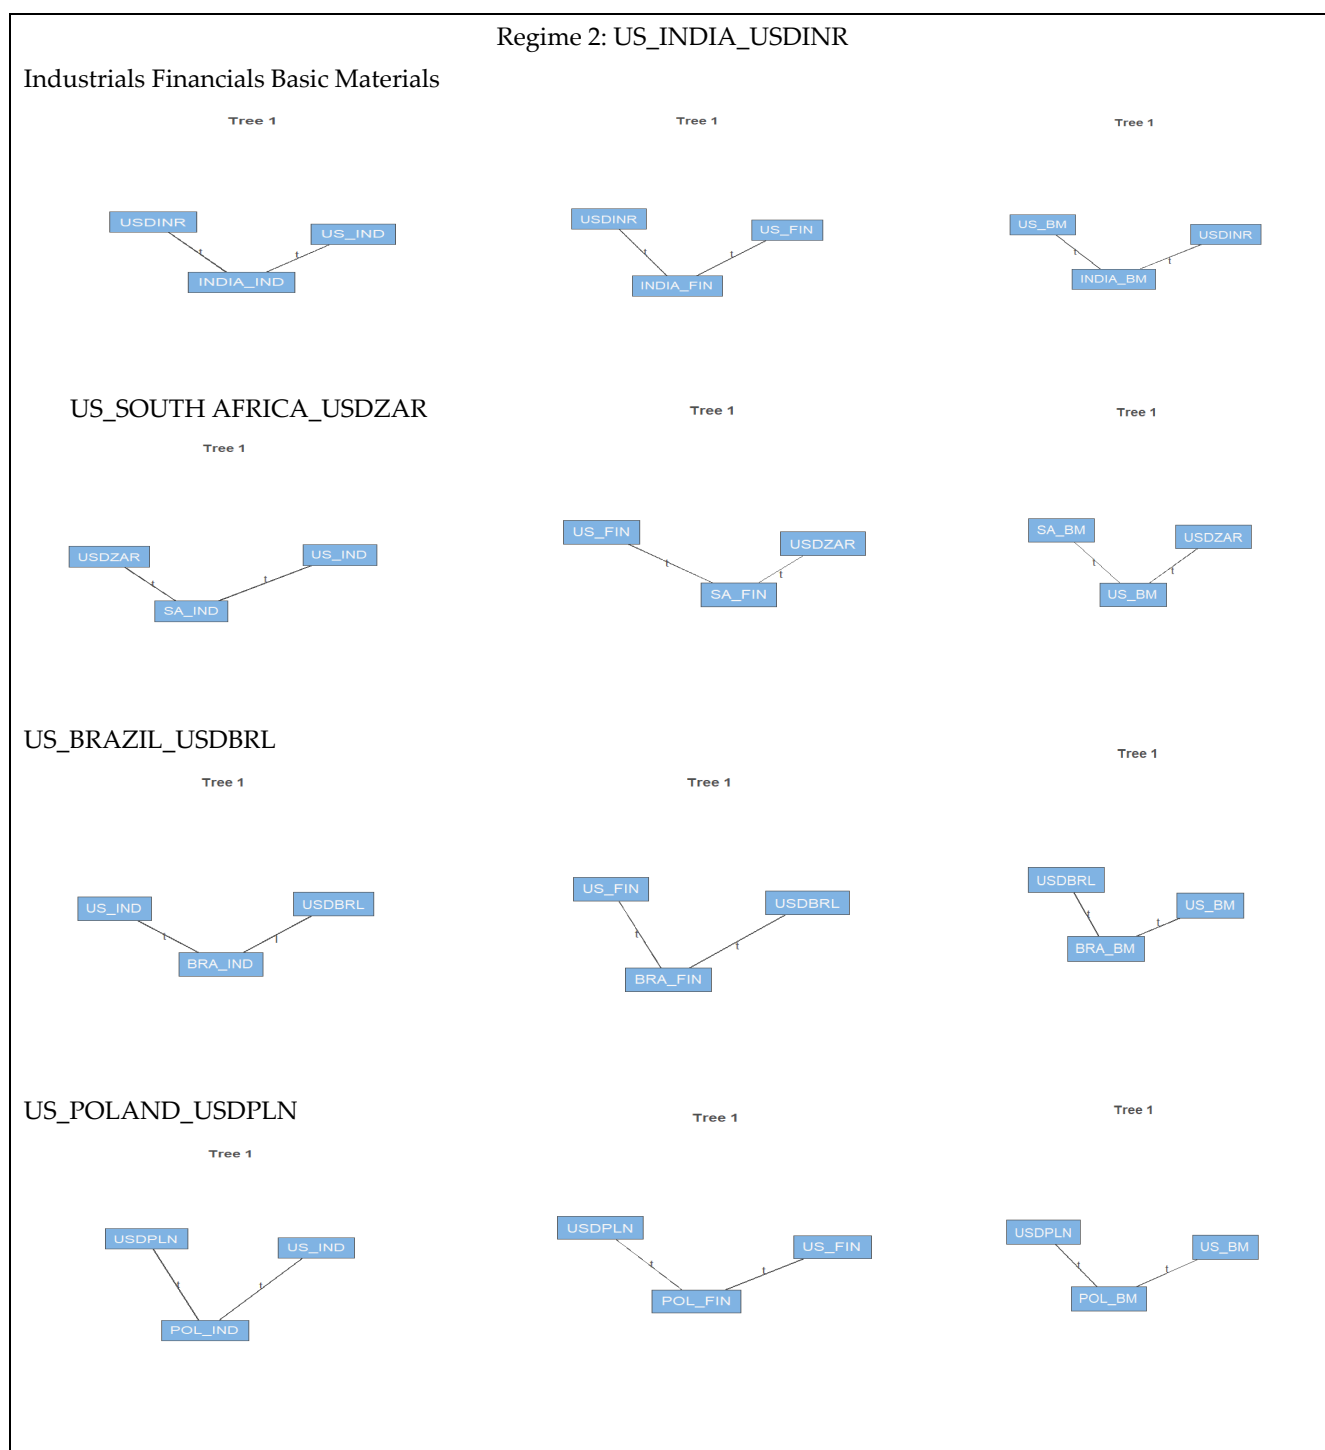 Regime 2: US_INDIA_USDINR
Industrials Financials Basic Materials
Tree 1
Tree 1
Tree 1
USDINR
US_IND
t
t
INDIA_IND
USDINR
US_FIN
t
t
INDIA_FIN
US_BM
USDINR
t
t
INDIA_BM
US_SOUTH AFRICA_USDZAR
Tree 1
Tree 1
Tree 1
USDZAR
US_IND
t
t
SA_IND
US_FIN
USDZAR
t
t
SA_FIN
SA_BM
USDZAR
t
t
US_BM
US_BRAZIL_USDBRL
Tree 1
Tree 1
Tree 1
US_IND
USDBRL
t
l
BRA_IND
US_FIN
USDBRL
t
t
BRA_FIN
USDBRL
US_BM
t
t
BRA_BM
US_POLAND_USDPLN
Tree 1
Tree 1
Tree 1
USDPLN
US_IND
t
t
POL_IND
USDPLN
US_FIN
t
t
POL_FIN
USDPLN
US_BM
t
t
POL_BM